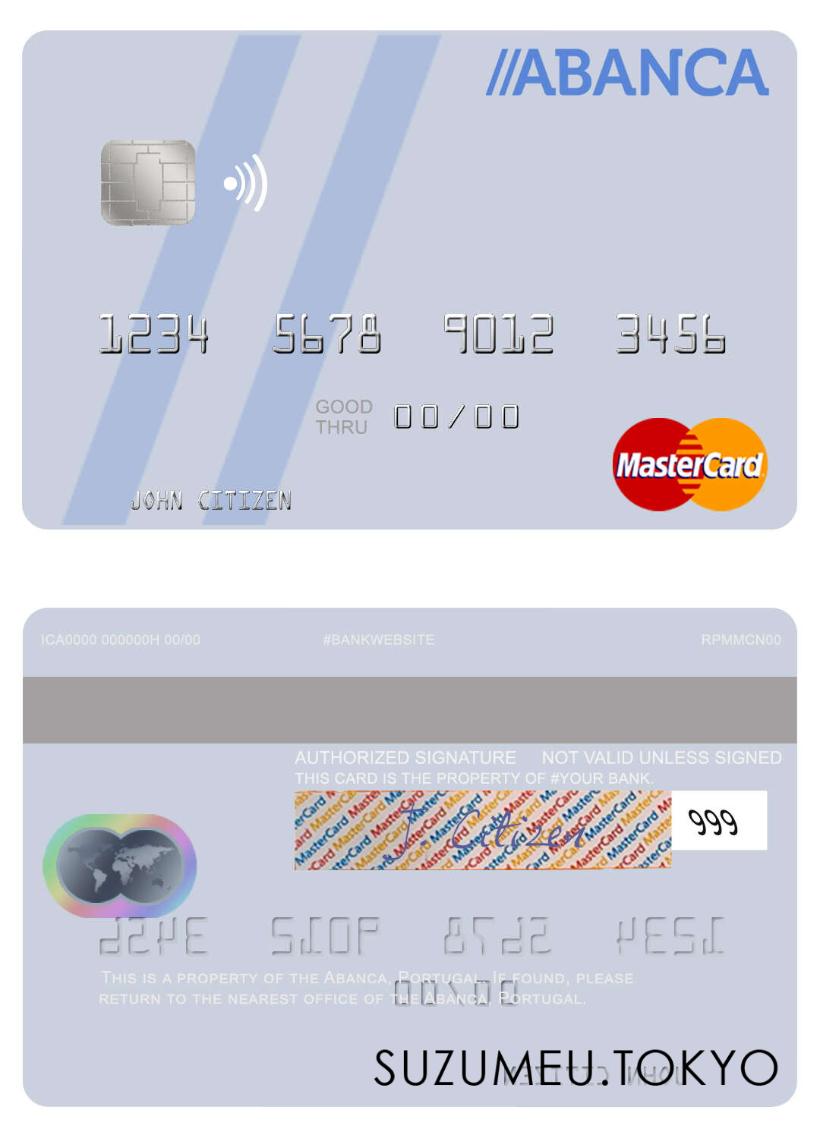 //ABANCA
1234 5678 9012 3456
GOOD
THRU 00/00
MasterCard
JOHN CITIZEN
ICA0000 000000H 00/00 #BANKWEBSITE RPMMCN00
AUTHORIZED SIGNATURE NOT VALID UNLESS SIGNED
THIS CARD IS THE PROPERTY OF #YOUR BANK.
J. Citizen 999
THIS IS A PROPERTY OF THE ABANCA, PORTUGAL. IF FOUND, PLEASE
RETURN TO THE NEAREST OFFICE OF THE ABANCA, PORTUGAL.
SUZUMEU.TOKYO